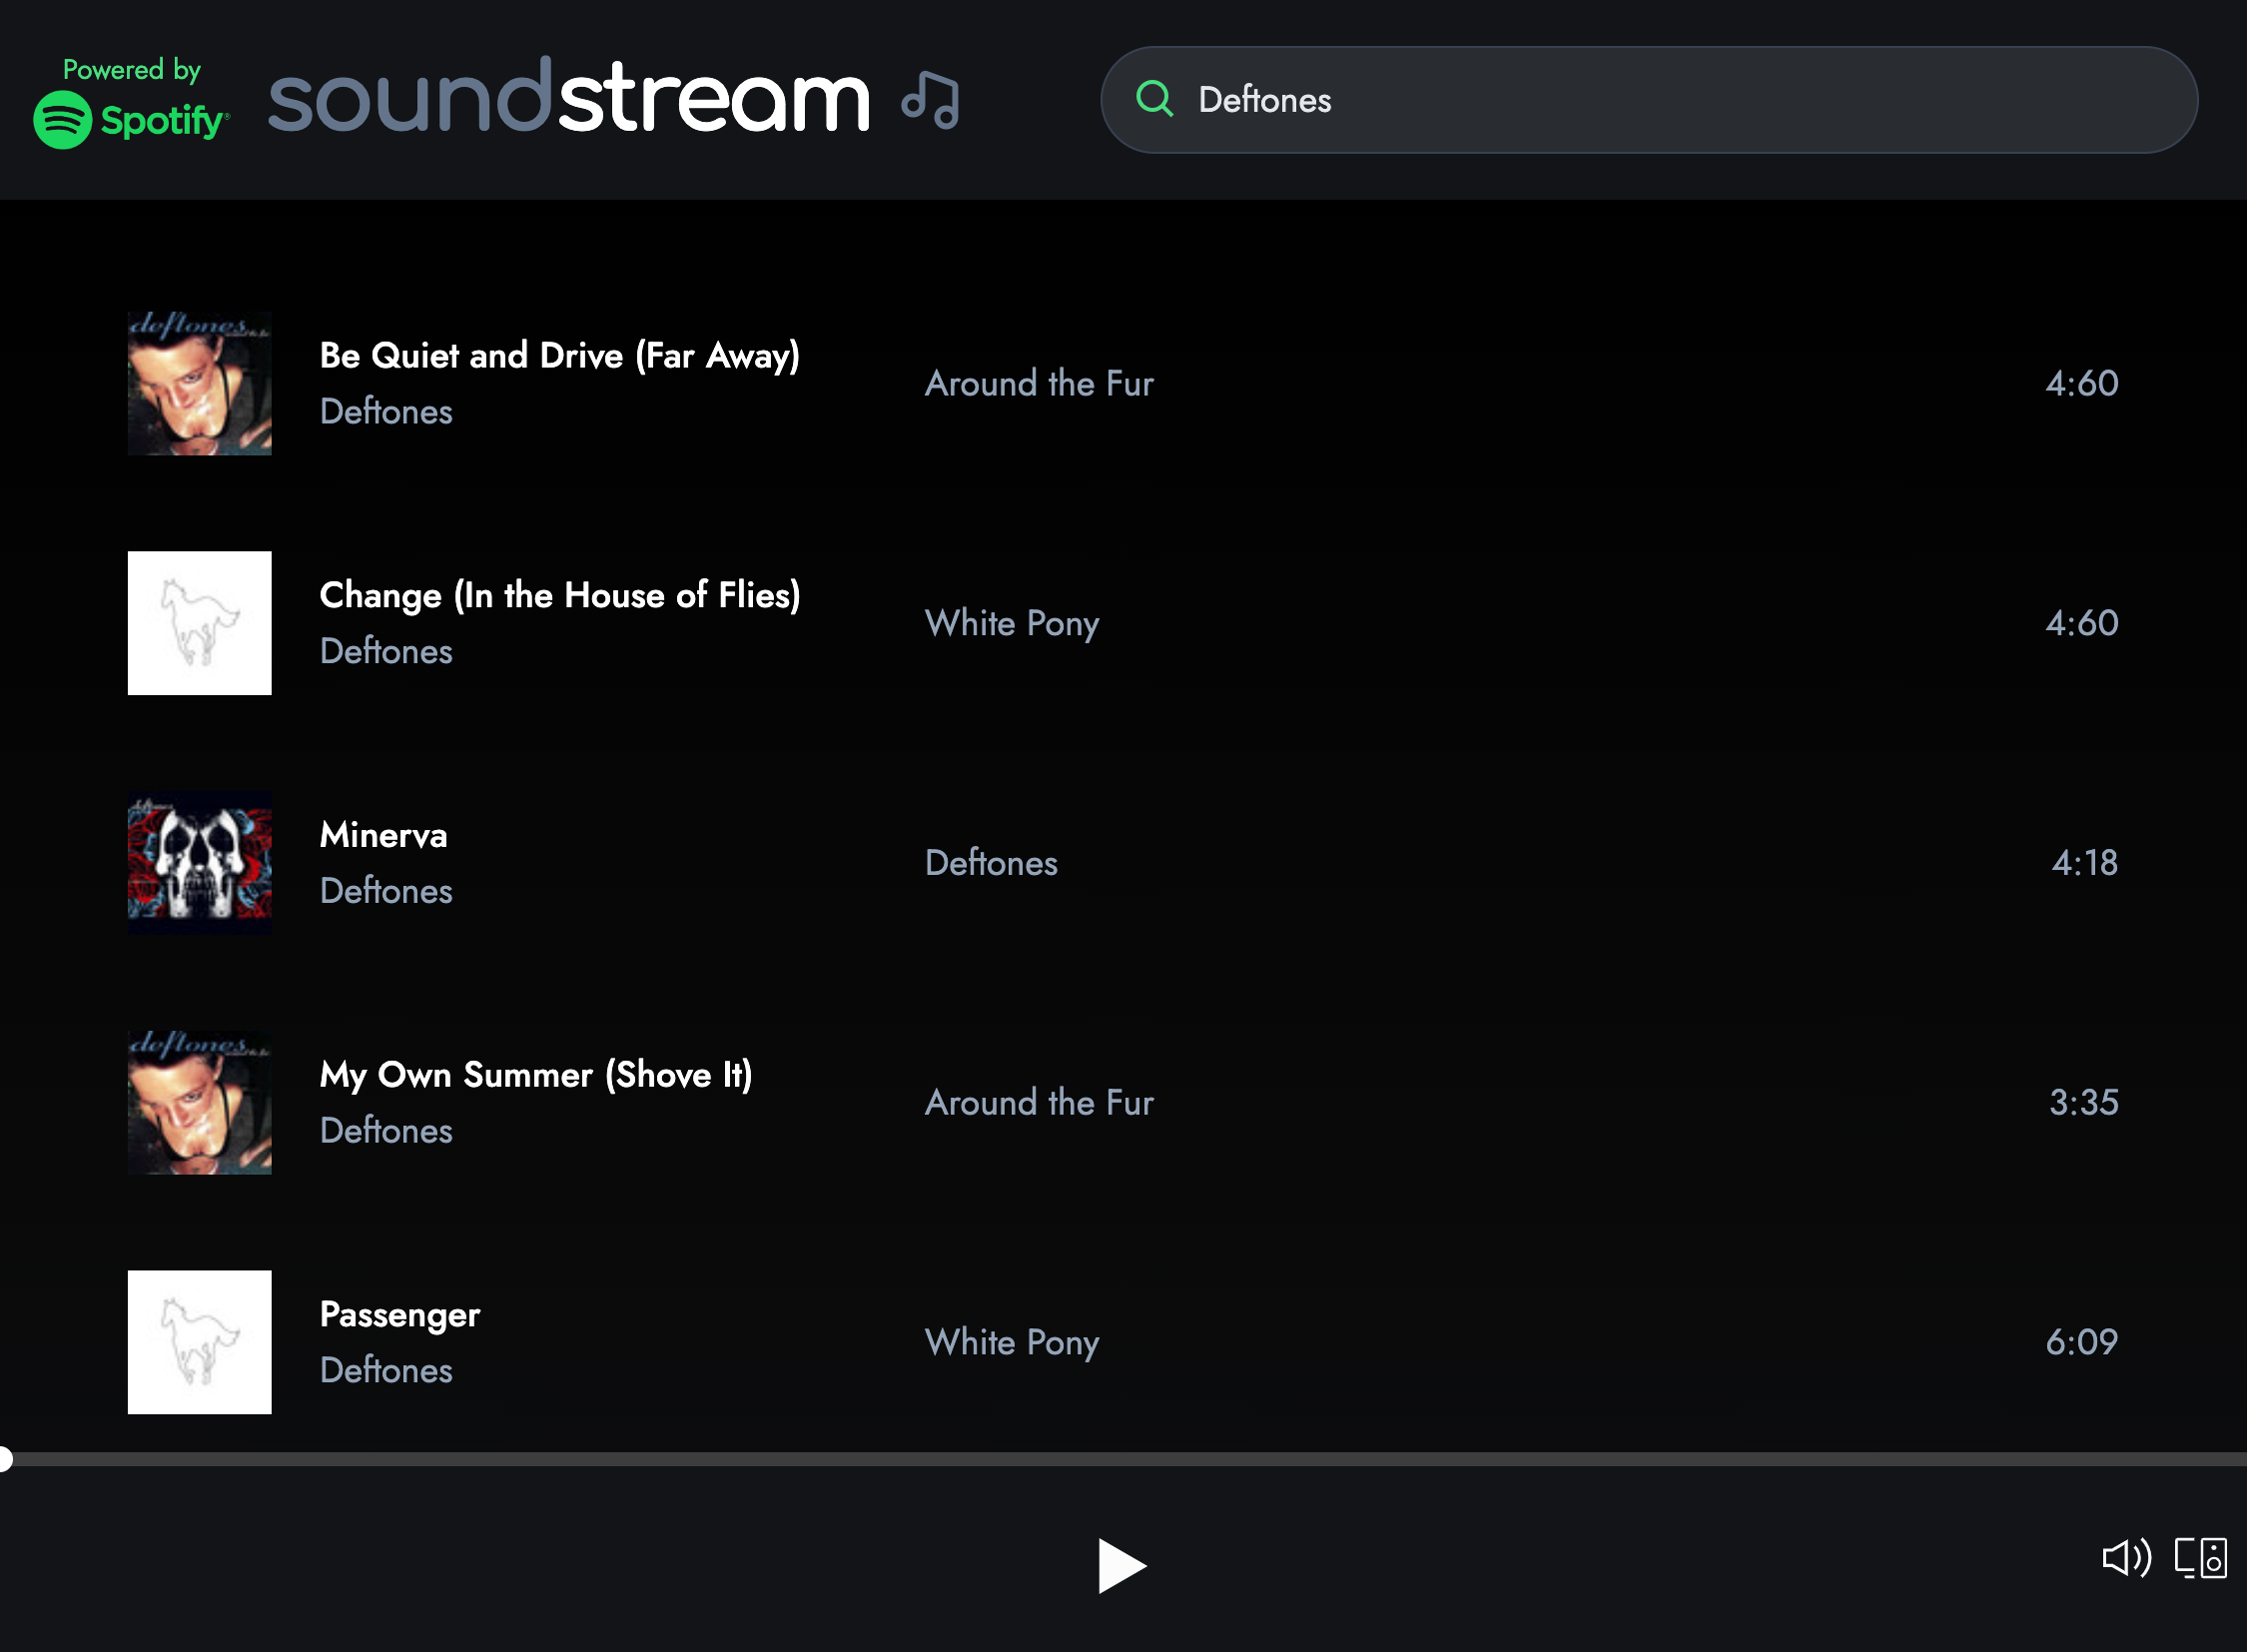 Powered by
Spotify®
soundstream
Deftones
deftones
Be Quiet and Drive (Far Away)
Deftones
Around the Fur
4:60
Change (In the House of Flies)
Deftones
White Pony
4:60
deftones
Minerva
Deftones
Deftones
4:18
deftones
My Own Summer (Shove It)
Deftones
Around the Fur
3:35
Passenger
Deftones
White Pony
6:09